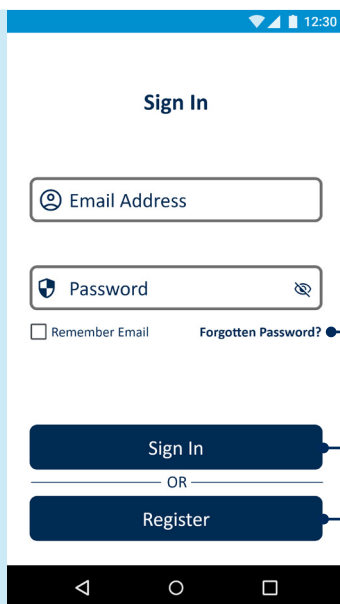 12:30
Sign In
Email Address
Password
Remember Email Forgotten Password?
Sign In
OR
Register